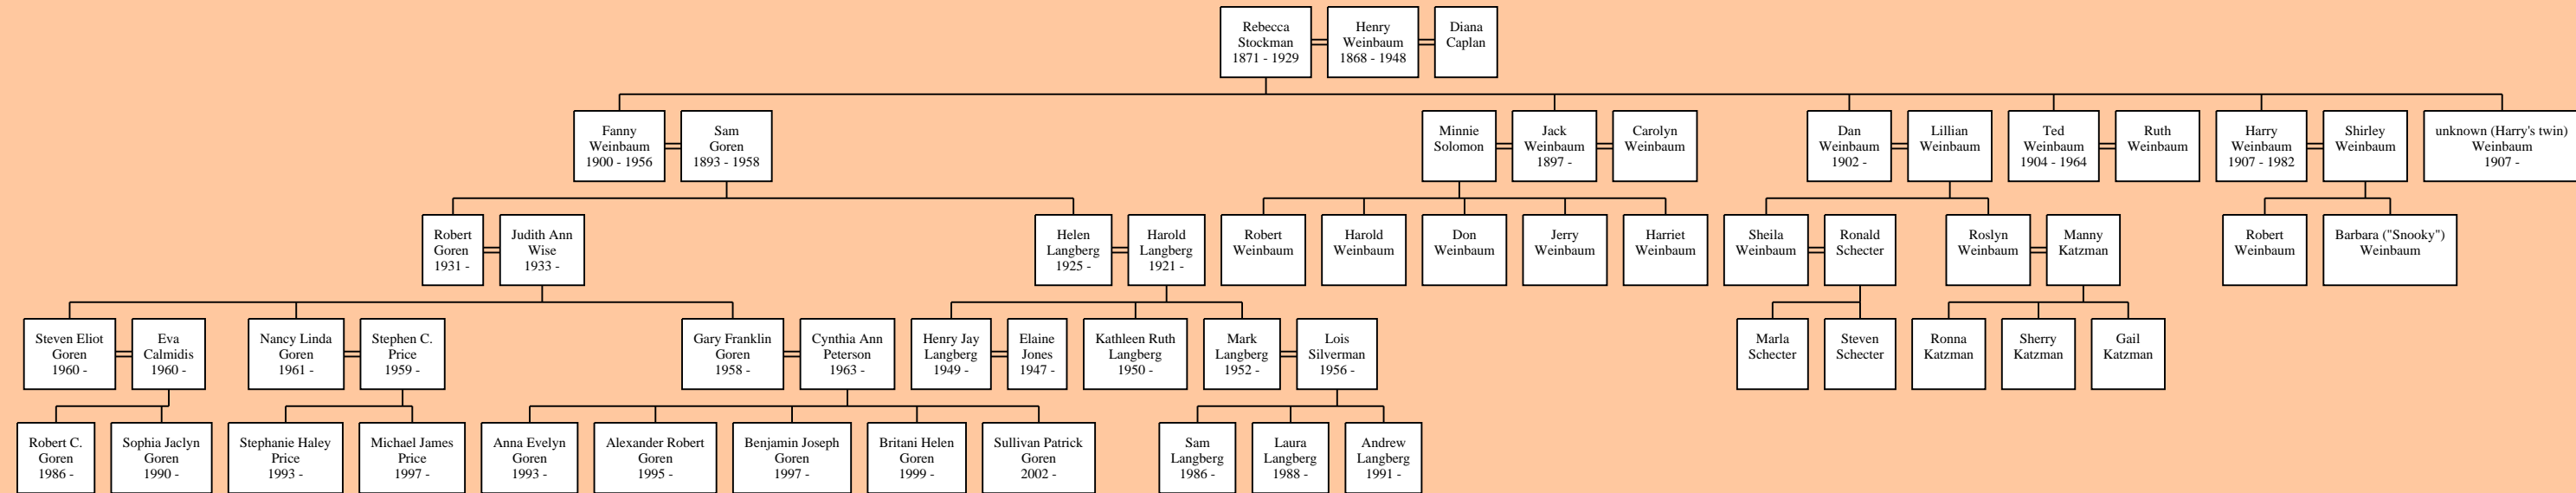 Rebecca
Stockman
1871 - 1929
Henry
Weinbaum
1868 - 1948
Diana
Caplan
Fanny
Weinbaum
1900 - 1956
Sam
Goren
1893 - 1958
Minnie
Solomon
Jack
Weinbaum
1897 -
Carolyn
Weinbaum
Dan
Weinbaum
1902 -
Lillian
Weinbaum
Ted
Weinbaum
1904 - 1964
Ruth
Weinbaum
Harry
Weinbaum
1907 - 1982
Shirley
Weinbaum
unknown (Harry's twin)
Weinbaum
1907 -
Robert
Goren
1931 -
Judith Ann
Wise
1933 -
Helen
Langberg
1925 -
Harold
Langberg
1921 -
Robert
Weinbaum
Harold
Weinbaum
Don
Weinbaum
Jerry
Weinbaum
Harriet
Weinbaum
Sheila
Weinbaum
Ronald
Schecter
Roslyn
Weinbaum
Manny
Katzman
Robert
Weinbaum
Barbara ("Snooky")
Weinbaum
Steven Eliot
Goren
1960 -
Eva
Calmidis
1960 -
Nancy Linda
Goren
1961 -
Stephen C.
Price
1959 -
Gary Franklin
Goren
1958 -
Cynthia Ann
Peterson
1963 -
Henry Jay
Langberg
1949 -
Elaine
Jones
1947 -
Kathleen Ruth
Langberg
1950 -
Mark
Langberg
1952 -
Lois
Silverman
1956 -
Marla
Schecter
Steven
Schecter
Ronna
Katzman
Sherry
Katzman
Gail
Katzman
Robert C.
Goren
1986 -
Sophia Jaclyn
Goren
1990 -
Stephanie Haley
Price
1993 -
Michael James
Price
1997 -
Anna Evelyn
Goren
1993 -
Alexander Robert
Goren
1995 -
Benjamin Joseph
Goren
1997 -
Britani Helen
Goren
1999 -
Sullivan Patrick
Goren
2002 -
Sam
Langberg
1986 -
Laura
Langberg
1988 -
Andrew
Langberg
1991 -